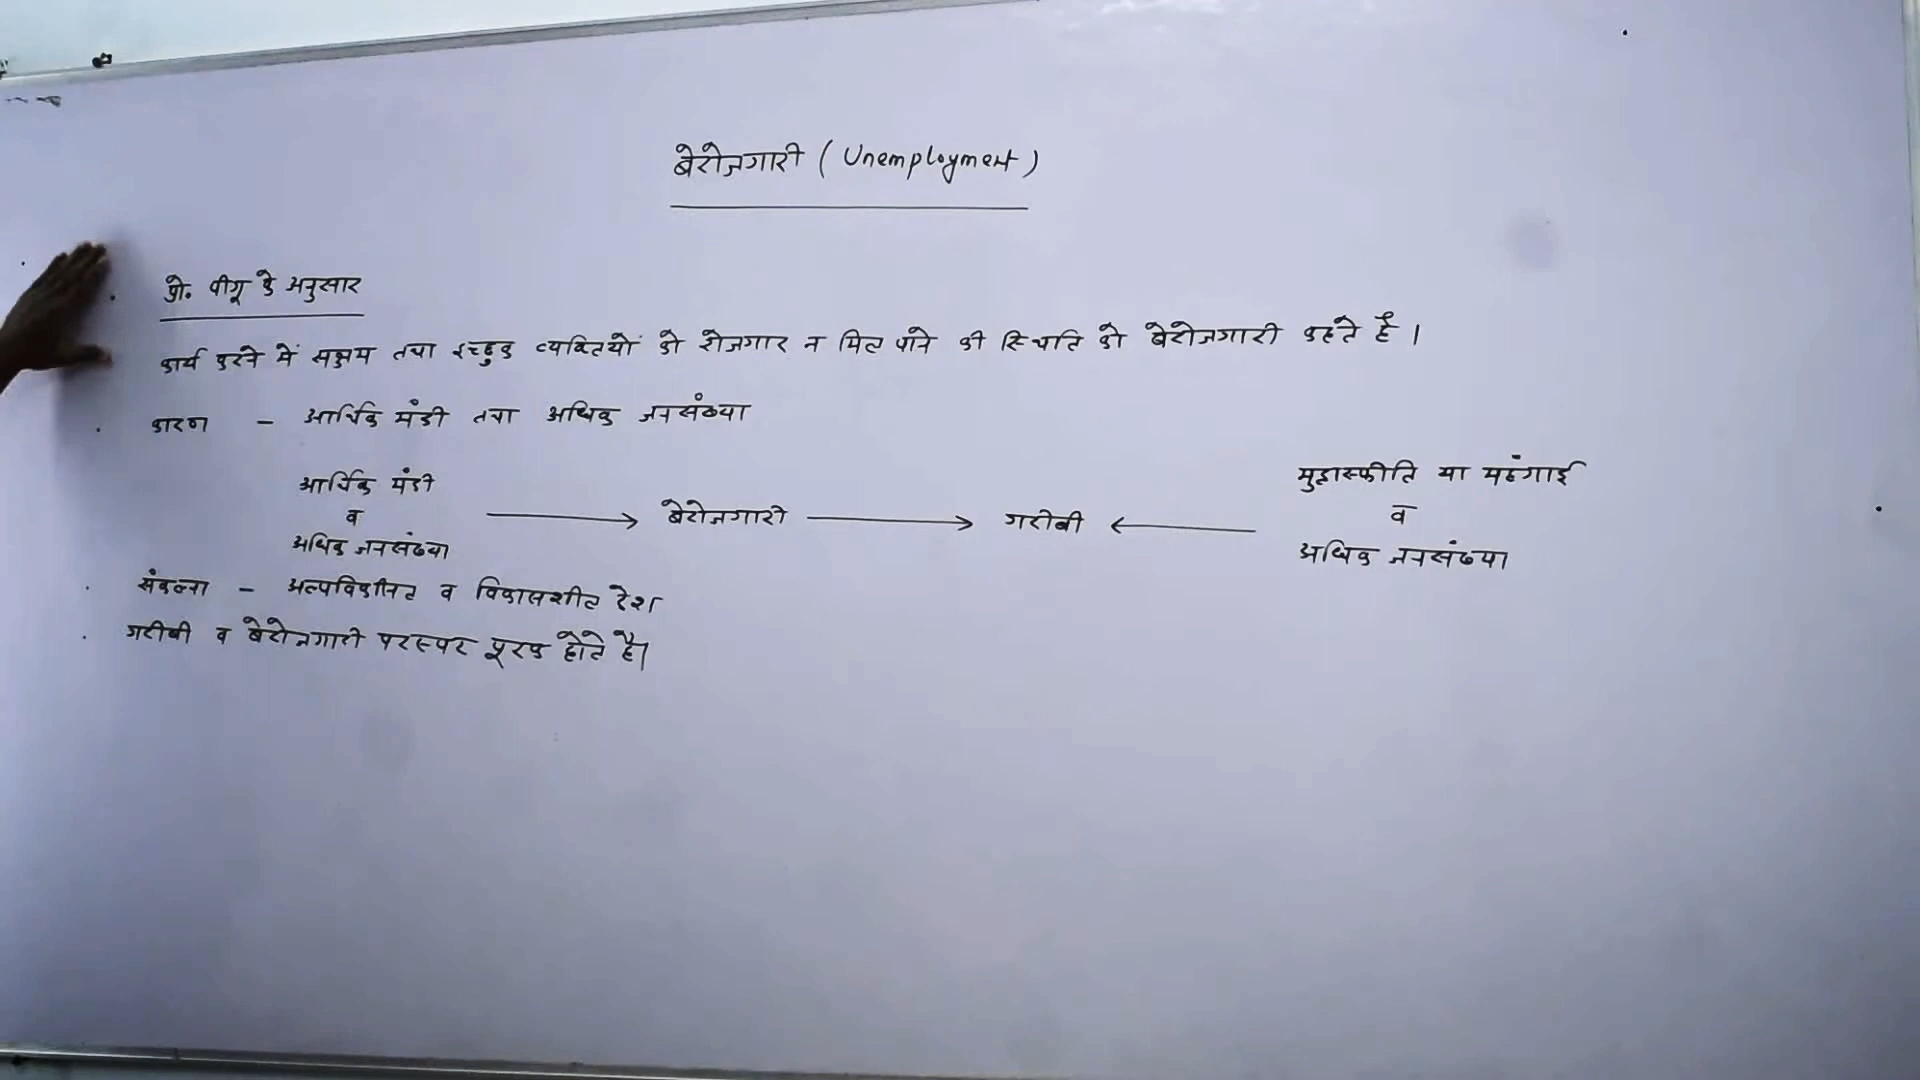 बेरोजगारी (Unemployment)
प्रो. पीगू के अनुसार
कार्य करने में सक्षम तथा इच्छुक व्यक्तियों को रोजगार न मिल पाने की स्थिति को बेरोजगारी कहते है।
कारण - आर्थिक मंदी तथा अधिक जनसंख्या
आर्थिक मंदी
व
अधिक जनसंख्या
→ बेरोजगारी → गरीबी ←
मुद्रास्फीति या महंगाई
व
अधिक जनसंख्या
संकल्ना - अल्पविकसित व विकासशील देश
गरीबी व बेरोजगारी परस्पर पूरक होते है।